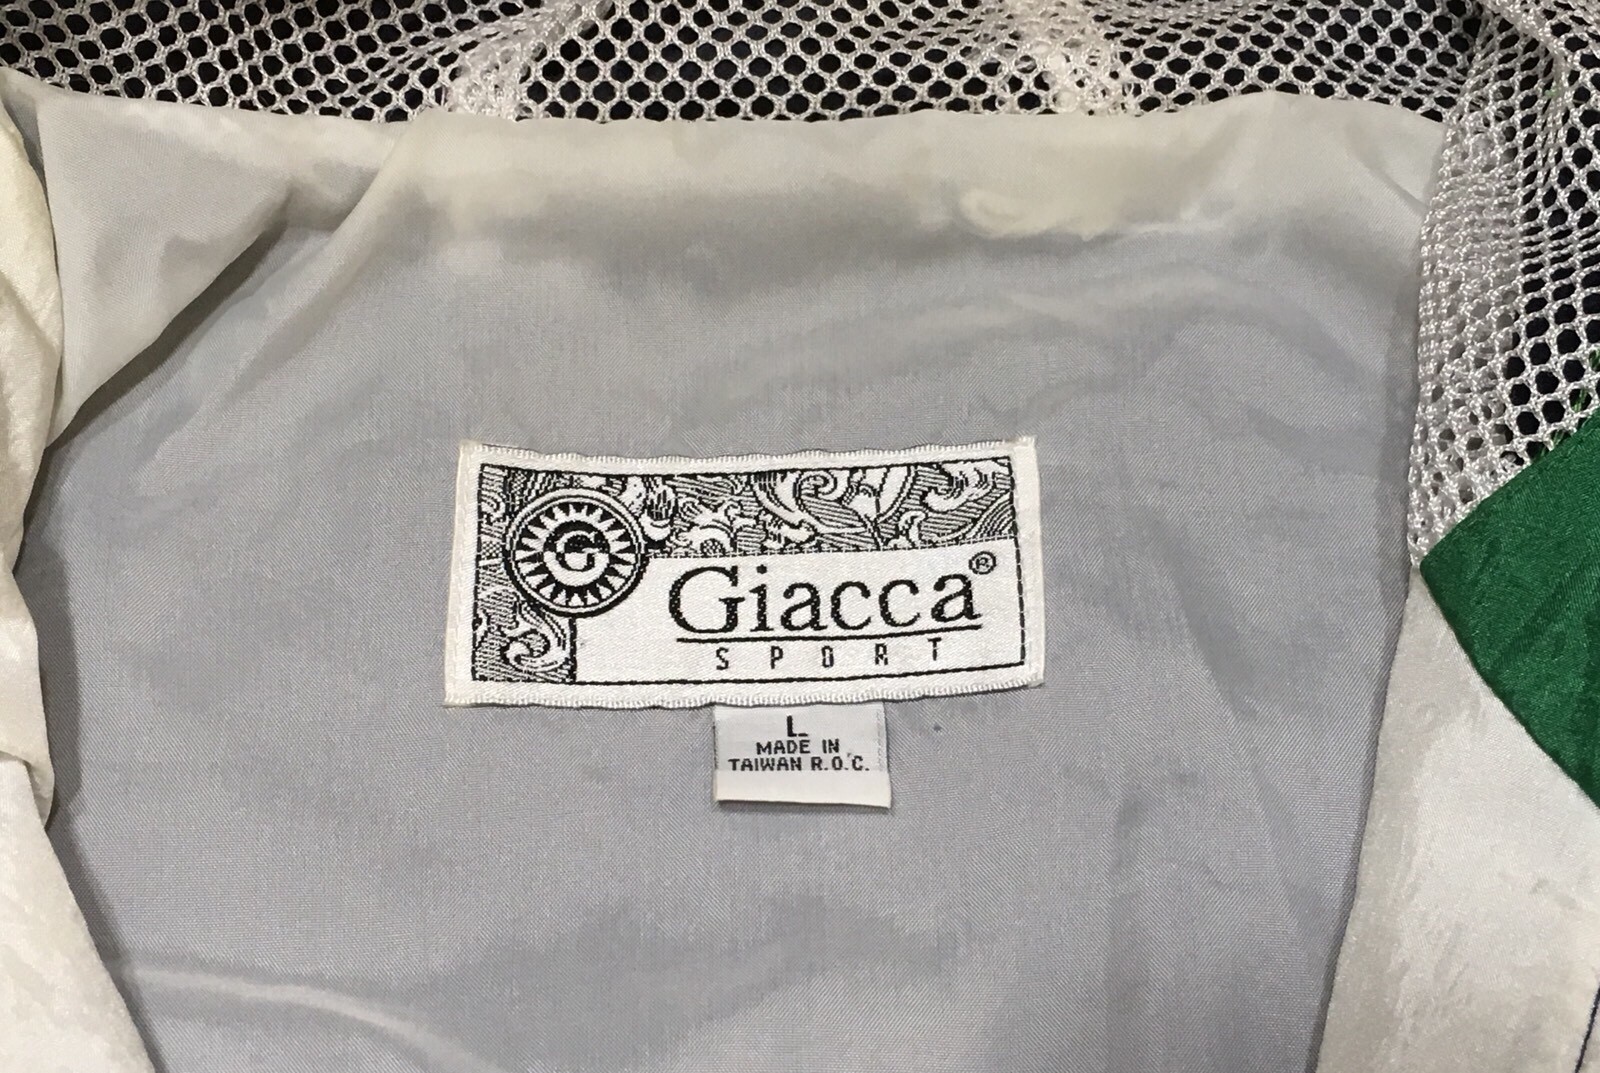 G
Giacca®
SPORT
L
MADE IN
TAIWAN R.O.C.